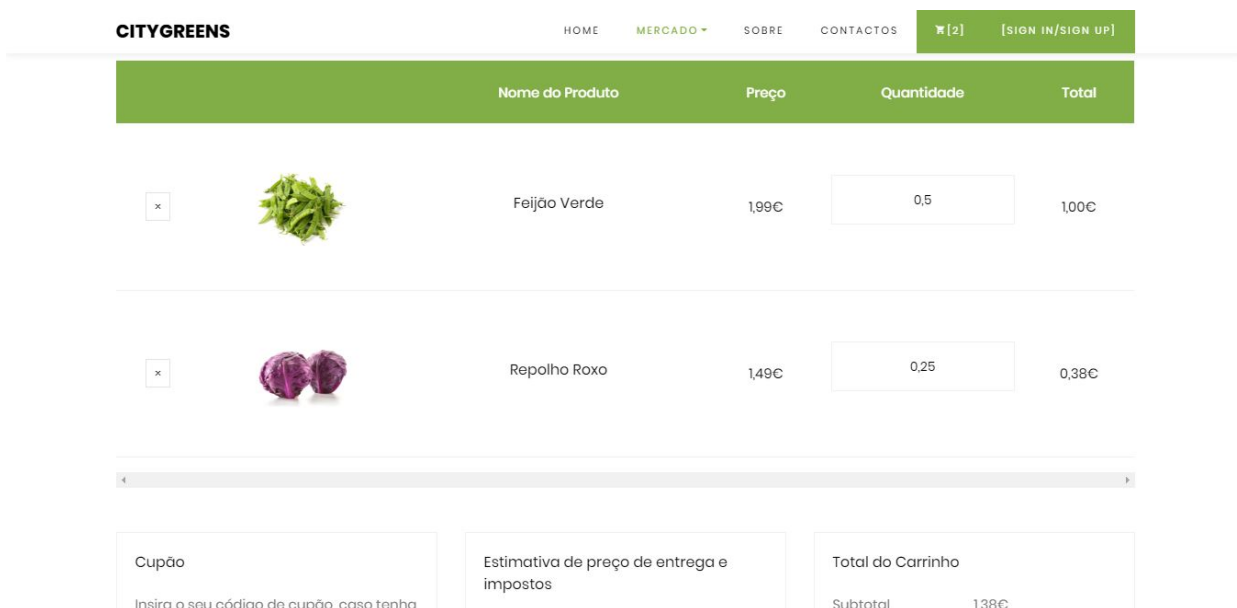 CITYGREENS HOME MERCADO SOBRE CONTACTOS [2] [SIGN IN/SIGN UP]
Nome do Produto Preço Quantidade Total
× Feijão Verde 1,99€ 0,5 1,00€
× Repolho Roxo 1,49€ 0,25 0,38€
Cupão
Insira o seu código de cupão, caso tenha
Estimativa de preço de entrega e
impostos
Total do Carrinho
Subtotal 1,38€